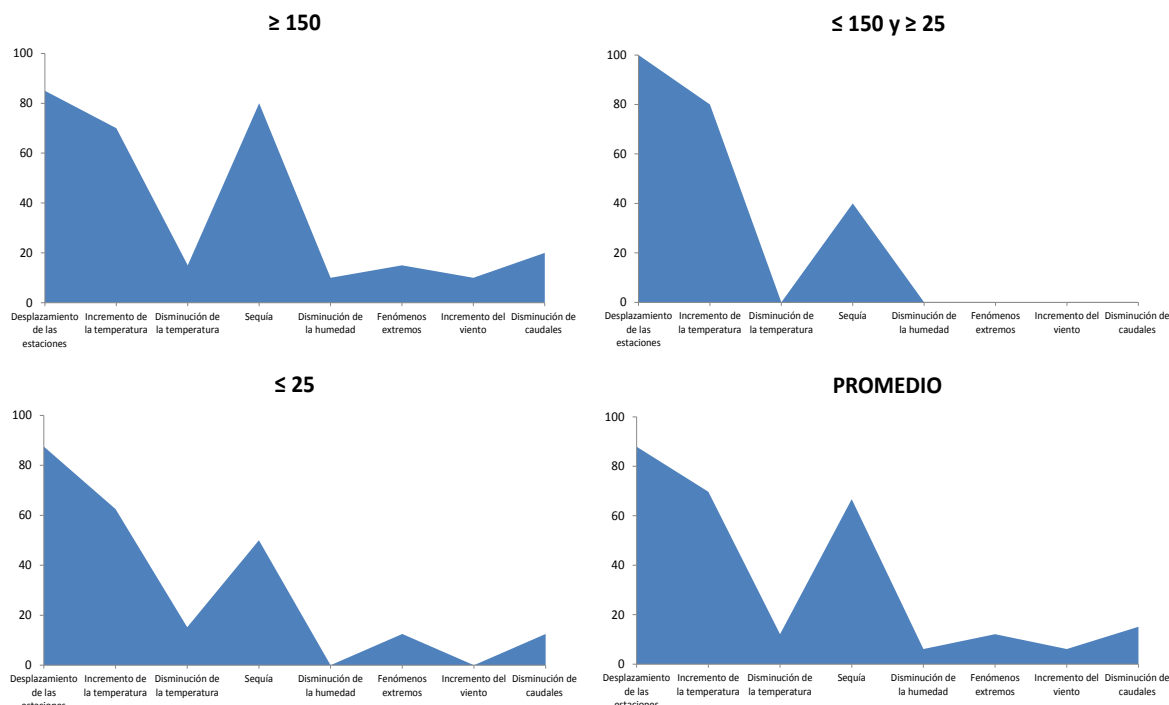 ≥ 150
100
80
60
40
20
0
Desplazamiento de las estaciones
Incremento de la temperatura
Disminución de la temperatura
Sequía
Disminución de la humedad
Fenómenos extremos
Incremento del viento
Disminución de caudales
≤ 150 y ≥ 25
100
80
60
40
20
0
Desplazamiento de las estaciones
Incremento de la temperatura
Disminución de la temperatura
Sequía
Disminución de la humedad
Fenómenos extremos
Incremento del viento
Disminución de caudales
≤ 25
100
80
60
40
20
0
Desplazamiento de las estaciones
Incremento de la temperatura
Disminución de la temperatura
Sequía
Disminución de la humedad
Fenómenos extremos
Incremento del viento
Disminución de caudales
PROMEDIO
100
80
60
40
20
0
Desplazamiento de las estaciones
Incremento de la temperatura
Disminución de la temperatura
Sequía
Disminución de la humedad
Fenómenos extremos
Incremento del viento
Disminución de caudales